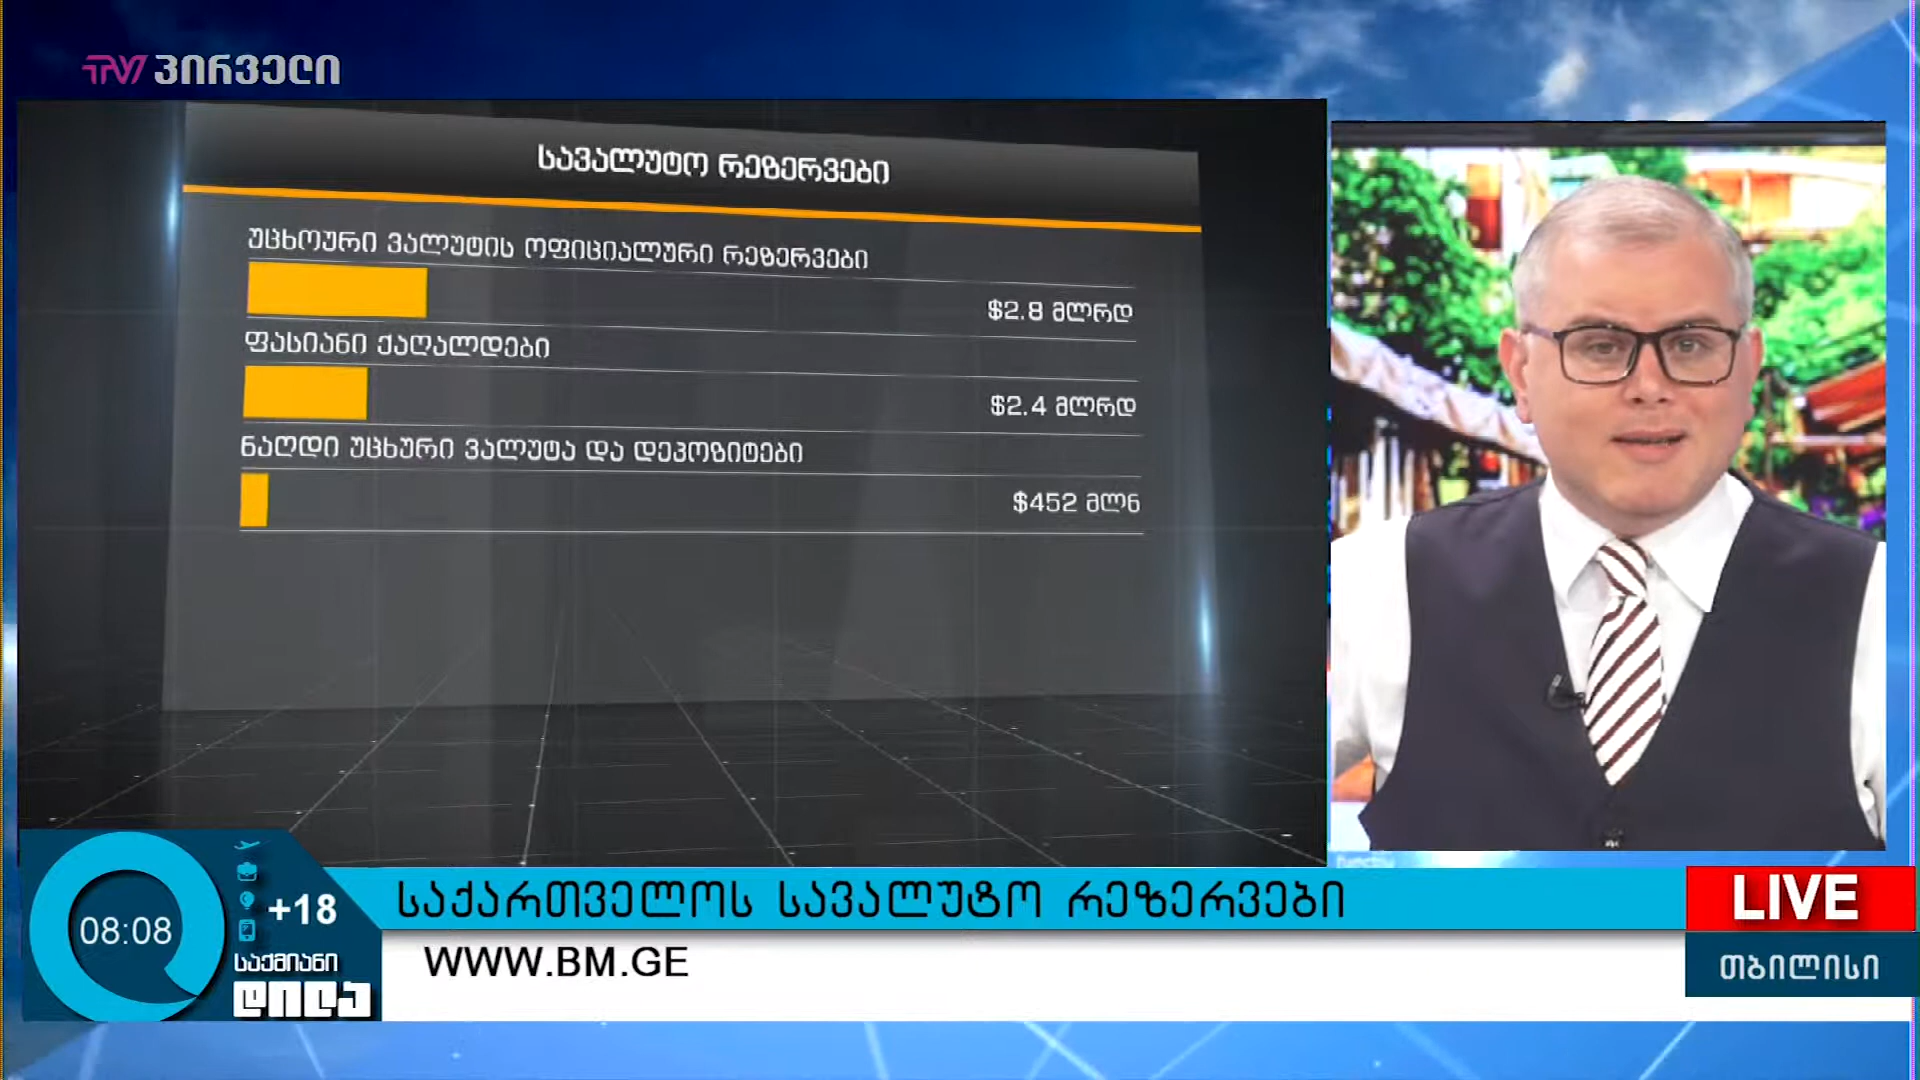 TV პირველი
სავალუტო რეზერვები
უცხოური ვალუტის ოფიციალური რეზერვები
$2.8 მლრდ
ფასიანი ქაღალდები
$2.4 მლრდ
ნაღდი უცხური ვალუტა და დეპოზიტები
$452 მლნ
08:08
+18
საქმიანი
დილა
საქართველოს სავალუტო რეზერვები
WWW.BM.GE
LIVE
თბილისი